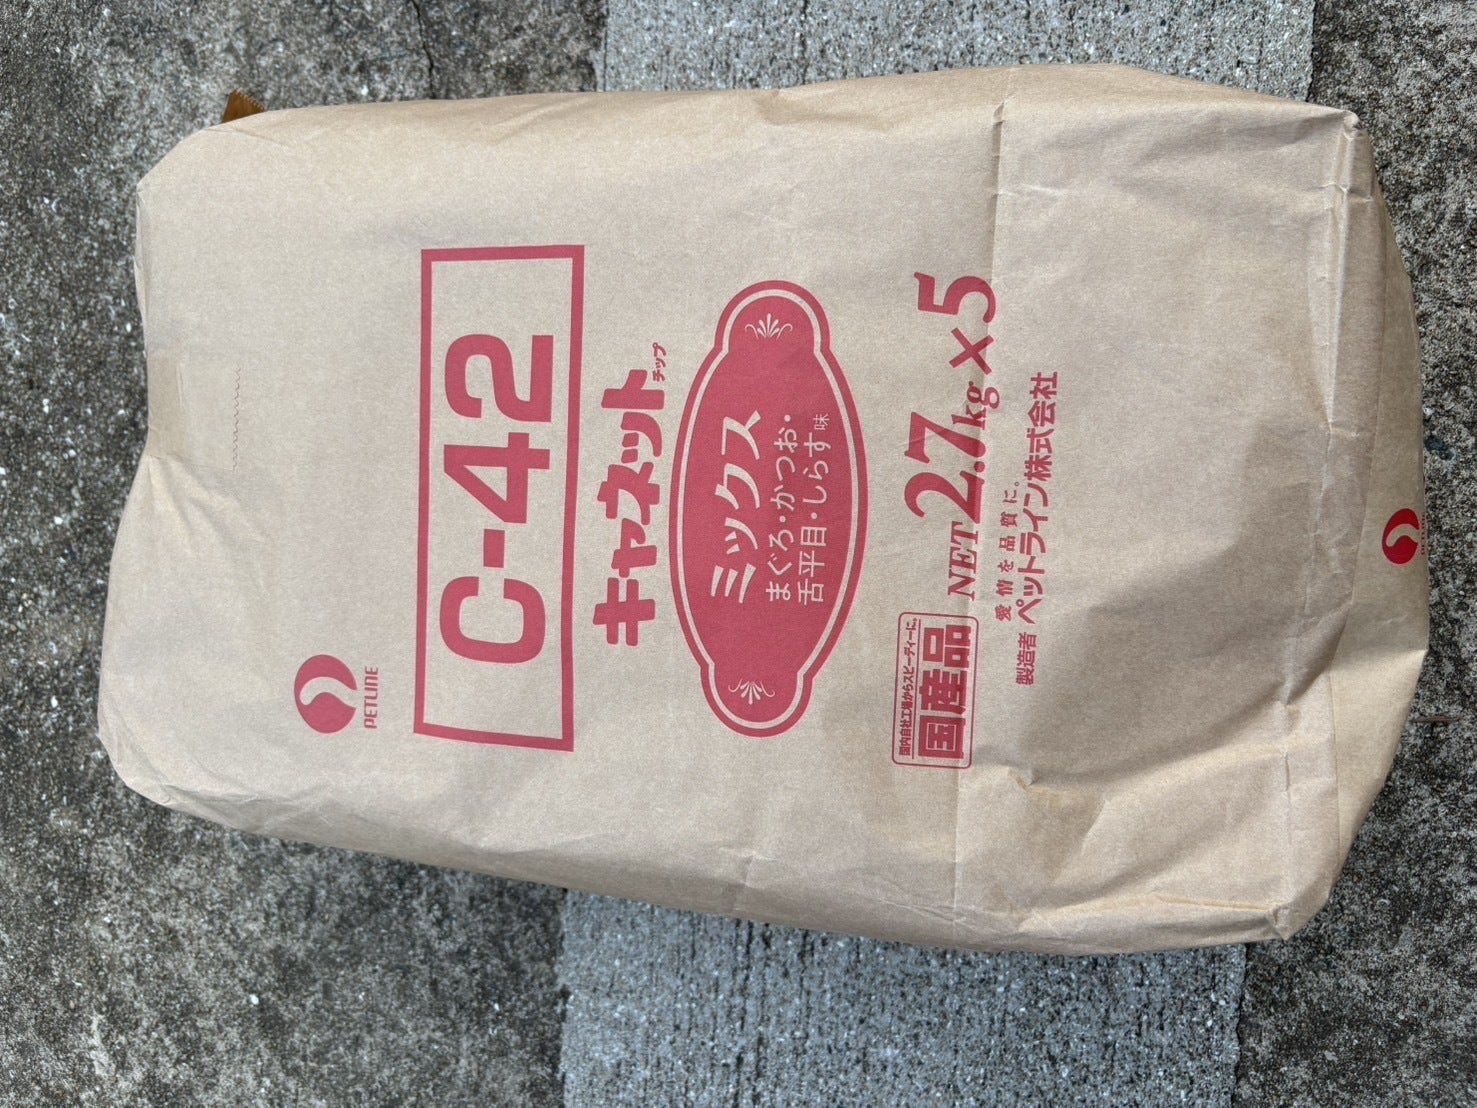 PETLINE
C-42
キャネット チップ
ミックス
まぐろ・かつお・
舌平目・しらす味
国内自社工場からスピーディーに。
国産品
NET 2.7kg×5
愛情を品質に。
製造者 ペットライン株式会社